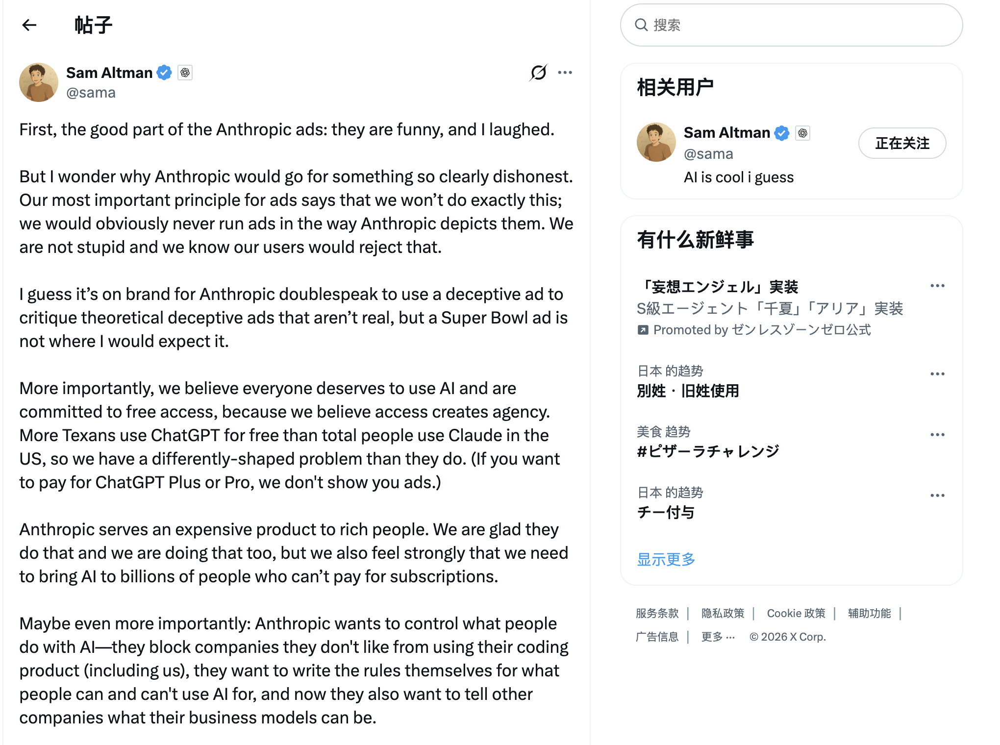 帖子
Sam Altman
@sama
First, the good part of the Anthropic ads: they are funny, and I laughed.
But I wonder why Anthropic would go for something so clearly dishonest.
Our most important principle for ads says that we won’t do exactly this;
we would obviously never run ads in the way Anthropic depicts them. We
are not stupid and we know our users would reject that.
I guess it’s on brand for Anthropic doublespeak to use a deceptive ad to
critique theoretical deceptive ads that aren’t real, but a Super Bowl ad is
not where I would expect it.
More importantly, we believe everyone deserves to use AI and are
committed to free access, because we believe access creates agency.
More Texans use ChatGPT for free than total people use Claude in the
US, so we have a differently-shaped problem than they do. (If you want
to pay for ChatGPT Plus or Pro, we don't show you ads.)
Anthropic serves an expensive product to rich people. We are glad they
do that and we are doing that too, but we also feel strongly that we need
to bring AI to billions of people who can’t pay for subscriptions.
Maybe even more importantly: Anthropic wants to control what people
do with AI—they block companies they don't like from using their coding
product (including us), they want to write the rules themselves for what
people can and can't use AI for, and now they also want to tell other
companies what their business models can be.
搜索
相关用户
Sam Altman
@sama
正在关注
AI is cool i guess
有什么新鲜事
「妄想エンジェル」実装
S級エージェント「千夏」「アリア」実装
Promoted by ゼンレスゾーンゼロ公式
日本 的趋势
別姓・旧姓使用
美食 趋势
#ピザーラチャレンジ
日本 的趋势
チー付与
显示更多
服务条款 | 隐私政策 | Cookie 政策 | 辅助功能 |
广告信息 | 更多 ··· © 2026 X Corp.